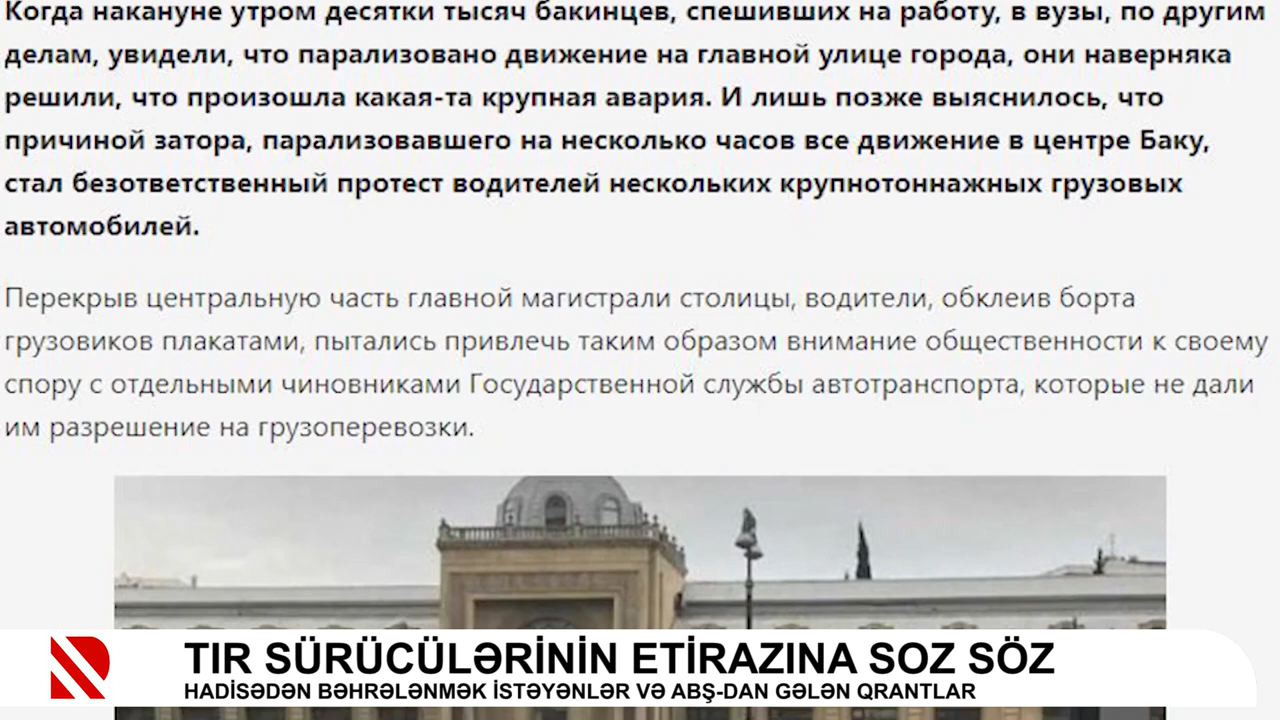 Когда накануне утром десятки тысяч бакинцев, спешивших на работу, в вузы, по другим
делам, увидели, что парализовано движение на главной улице города, они наверняка
решили, что произошла какая-та крупная авария. И лишь позже выяснилось, что
причиной затора, парализовавшего на несколько часов все движение в центре Баку,
стал безответственный протест водителей нескольких крупнотоннажных грузовых
автомобилей.
Перекрыв центральную часть главной магистрали столицы, водители, обклеив борта
грузовиков плакатами, пытались привлечь таким образом внимание общественности к своему
спору с отдельными чиновниками Государственной службы автотранспорта, которые не дали
им разрешение на грузоперевозки.
TIR SÜRÜCÜLƏRİNİN ETİRAZINA SOZ SÖZ
HADİSƏDƏN BƏHRƏLƏNMƏK İSTƏYƏNLƏR VƏ ABŞ-DAN GƏLƏN QRANTLAR